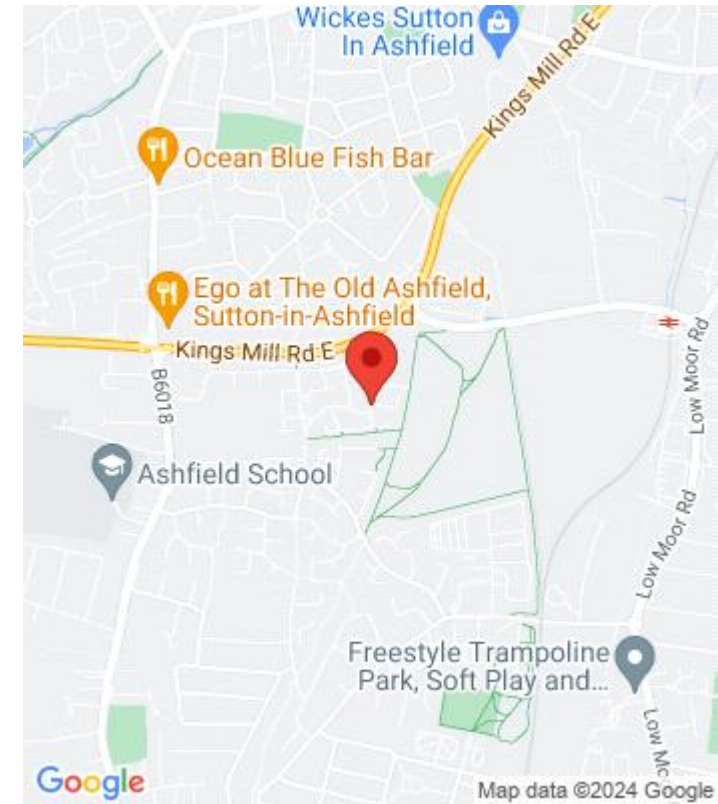 Wickes Sutton
In Ashfield
Kings Mill Rd E
Ocean Blue Fish Bar
Ego at The Old Ashfield,
Sutton-in-Ashfield
Kings Mill Rd E
B6018
Low Moor Rd
Ashfield School
Low Moor Rd
Freestyle Trampoline
Park, Soft Play and...
Low Mc
Google
Map data ©2024 Google